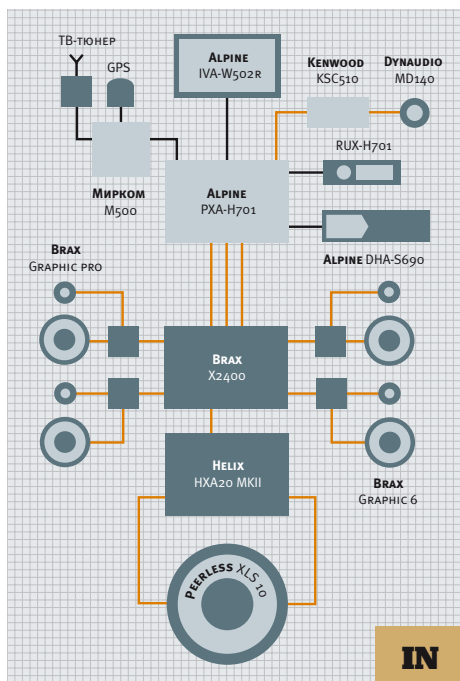 ТВ-ТЮНЕР
GPS
ALPINE
IVA-W502R
KENWOOD
KSC510
DYNAUDIO
MD140
RUX-H701
МИРКОМ
M500
ALPINE
PXA-H701
ALPINE DHA-S690
BRAX
GRAPHIC PRO
BRAX
X2400
HELIX
HXA20 MKII
BRAX
GRAPHIC 6
PEERLESS XLS 10
IN